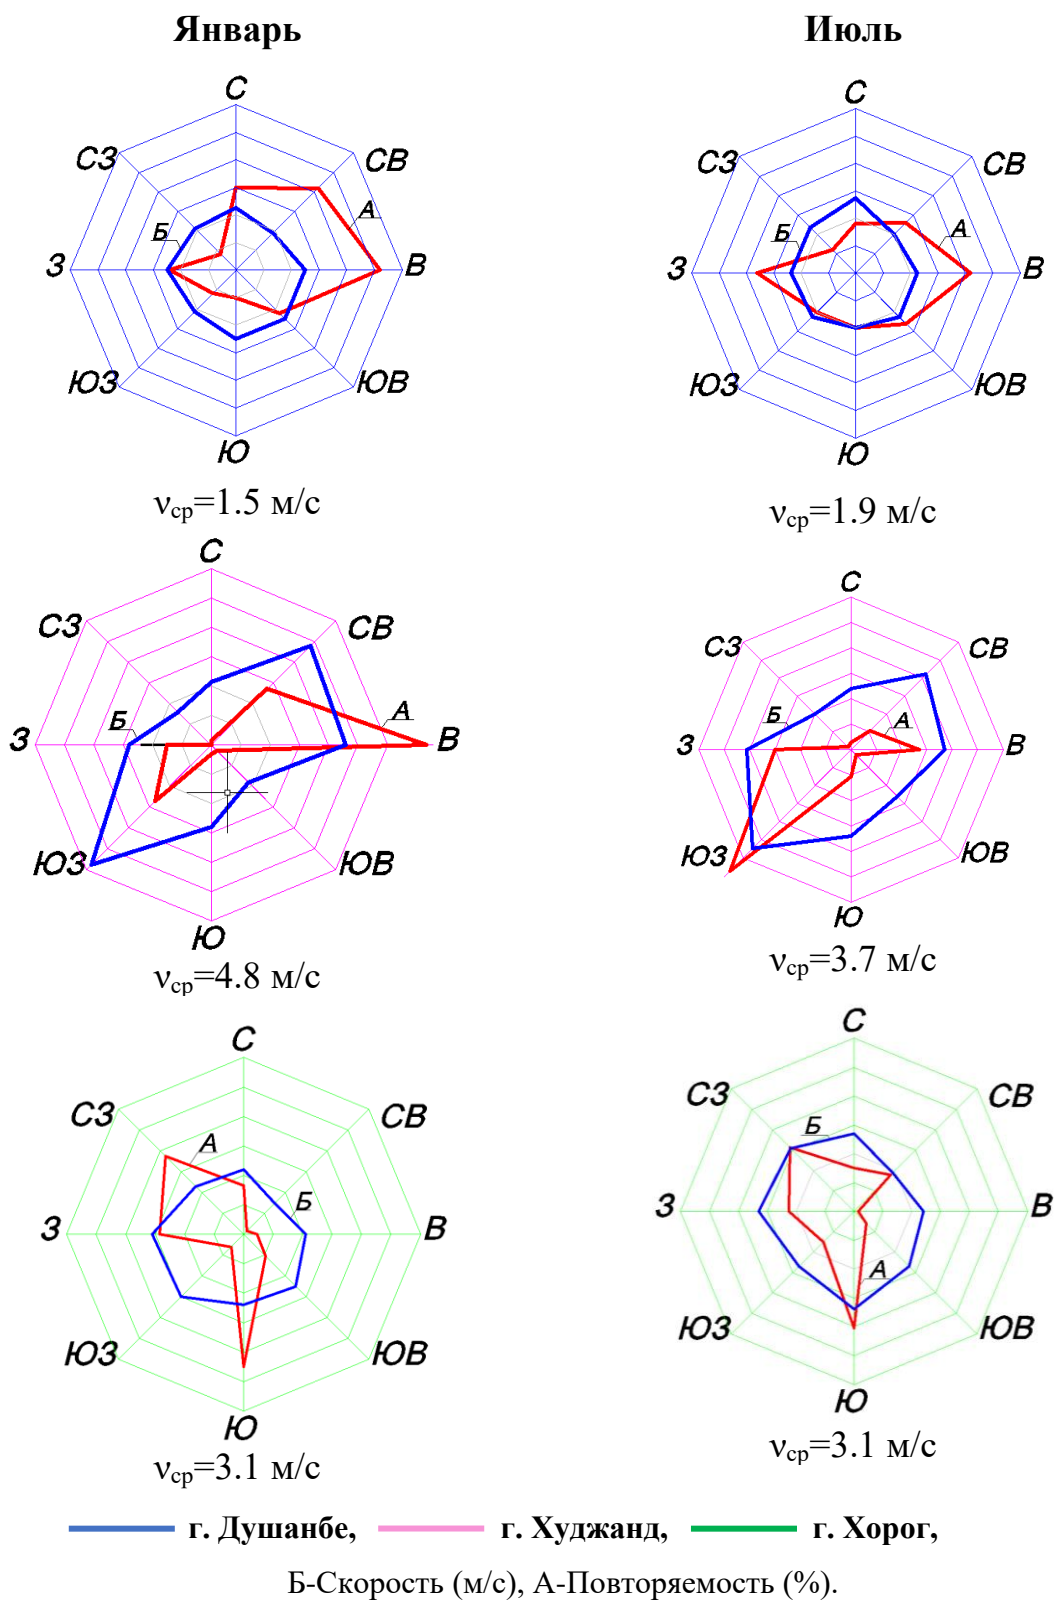 Январь
Июль
С
СЗ
СВ
А
Б
З
В
ЮЗ
ЮВ
Ю
νср=1.5 м/с
С
СЗ
СВ
Б
А
З
В
ЮЗ
ЮВ
Ю
νср=1.9 м/с
С
СЗ
СВ
Б
А
З
В
ЮЗ
ЮВ
Ю
νср=4.8 м/с
С
СЗ
СВ
Б
А
З
В
ЮЗ
ЮВ
Ю
νср=3.7 м/с
С
СЗ
СВ
А
Б
З
В
ЮЗ
ЮВ
Ю
νср=3.1 м/с
С
СЗ
СВ
Б
З
В
А
ЮЗ
ЮВ
Ю
νср=3.1 м/с
г. Душанбе, г. Худжанд, г. Хорог,
Б-Скорость (м/с), А-Повторяемость (%).